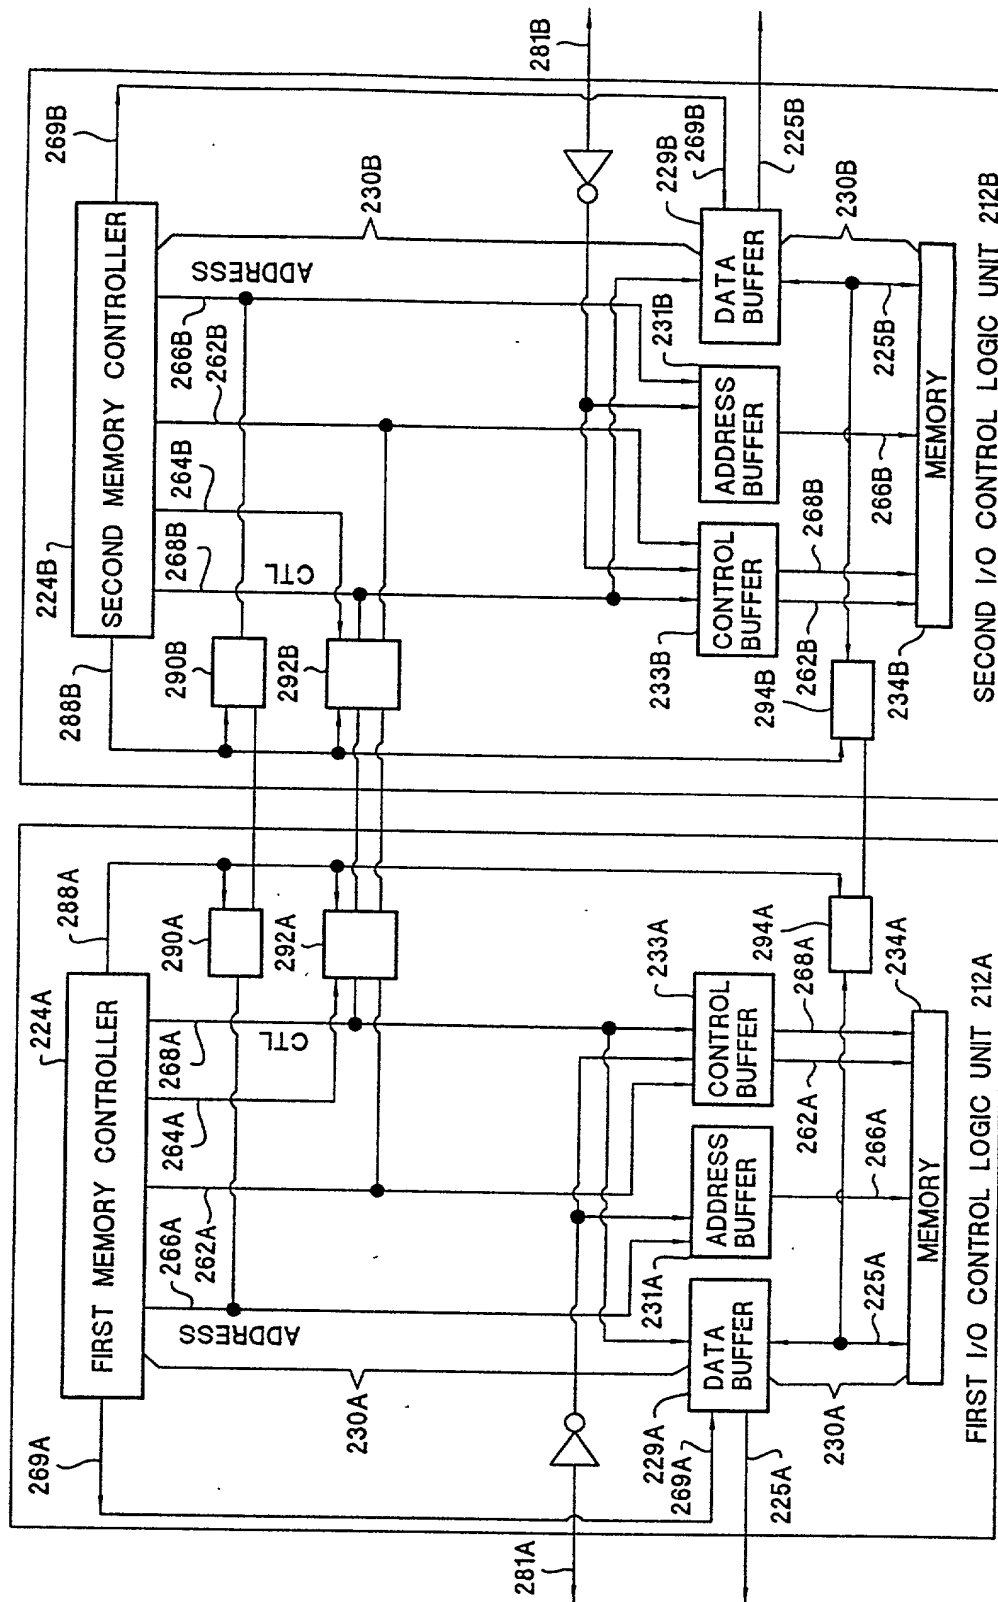 269A
224A
FIRST MEMORY CONTROLLER
288A
266A
262A
264A
268A
ADDRESS
CTL
290A
292A
230A
281A
229A
269A
225A
DATA
BUFFER
231A
ADDRESS
BUFFER
233A
CONTROL
BUFFER
230A
225A
266A
262A
268A
294A
234A
MEMORY
FIRST I/O CONTROL LOGIC UNIT 212A
288B
224B
SECOND MEMORY CONTROLLER
269B
290B
292B
268B
264B
262B
266B
CTL
ADDRESS
230B
281B
233B
CONTROL
BUFFER
231B
ADDRESS
BUFFER
229B
269B
DATA
BUFFER
225B
230B
294B
262B
268B
266B
225B
234B
MEMORY
SECOND I/O CONTROL LOGIC UNIT 212B